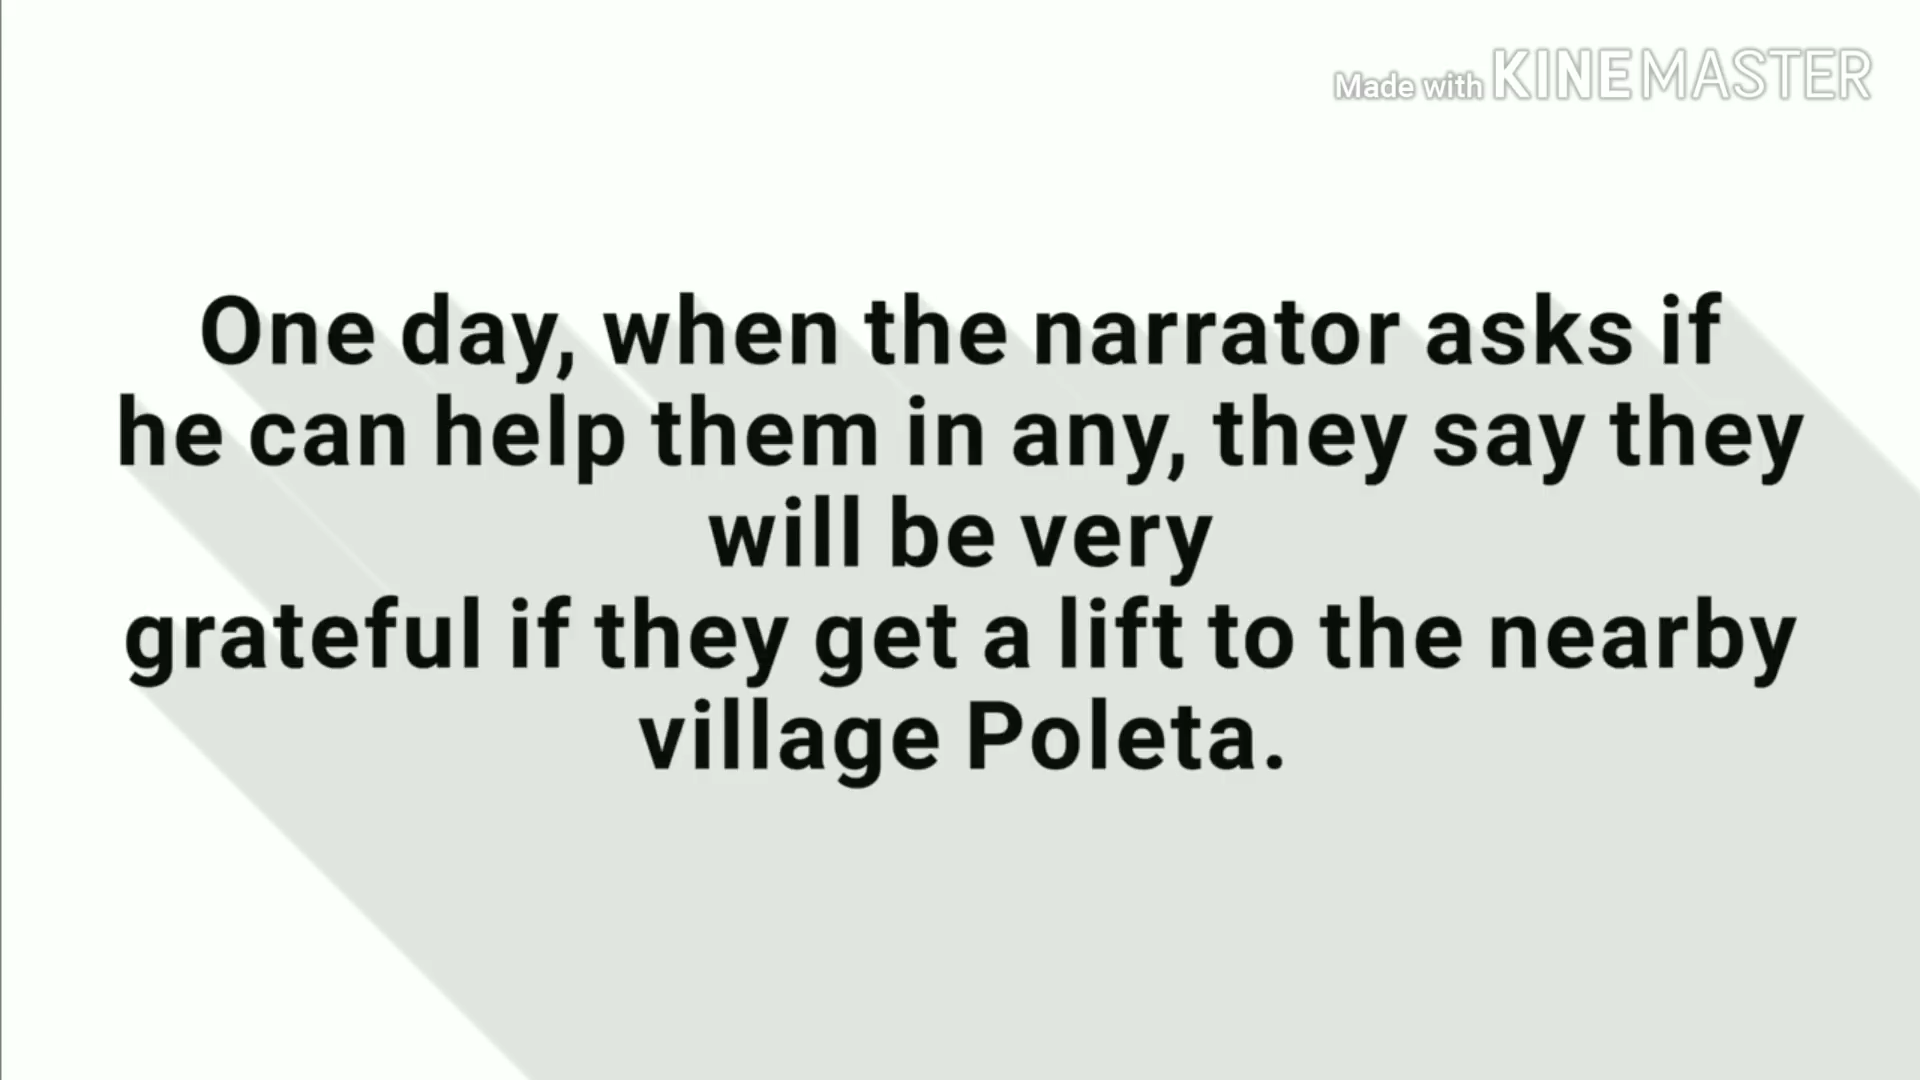 Made with KINEMASTER
One day, when the narrator asks if
he can help them in any, they say they
will be very
grateful if they get a lift to the nearby
village Poleta.